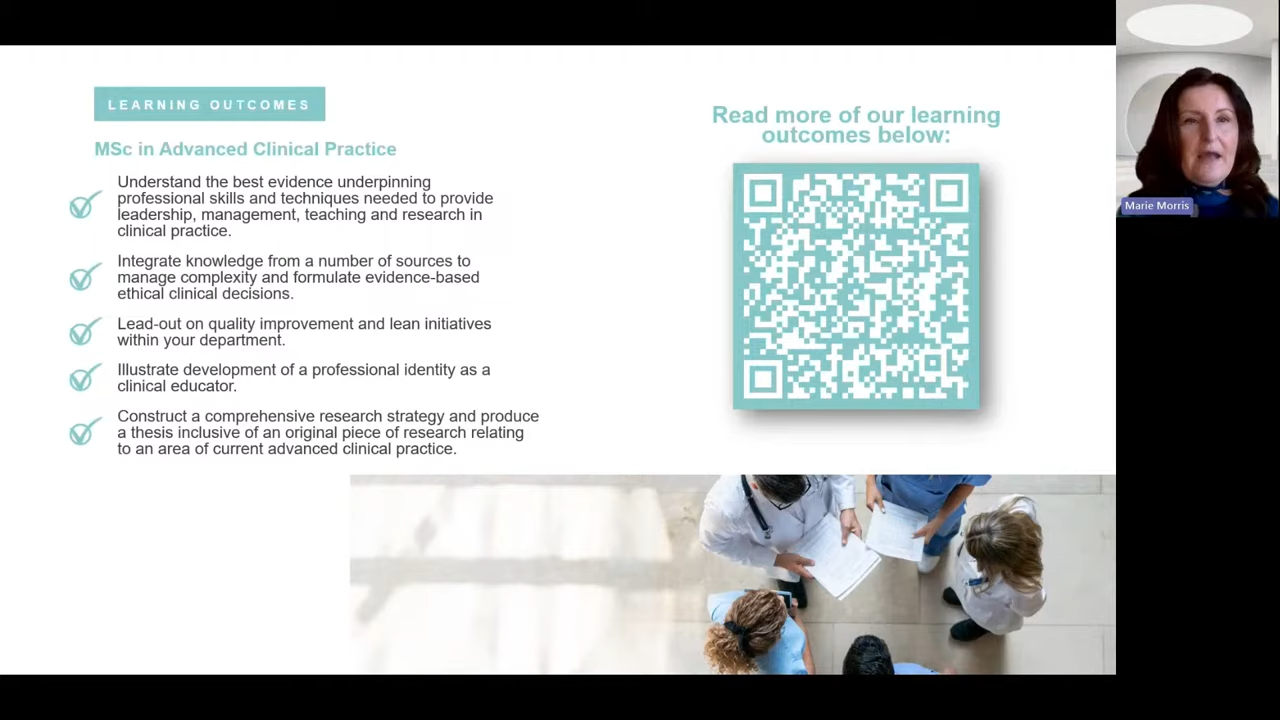 LEARNING OUTCOMES
MSc in Advanced Clinical Practice
Understand the best evidence underpinning
professional skills and techniques needed to provide
leadership, management, teaching and research in
clinical practice.
Integrate knowledge from a number of sources to
manage complexity and formulate evidence-based
ethical clinical decisions.
Lead-out on quality improvement and lean initiatives
within your department.
Illustrate development of a professional identity as a
clinical educator.
Construct a comprehensive research strategy and produce
a thesis inclusive of an original piece of research relating
to an area of current advanced clinical practice.
Read more of our learning
outcomes below:
Marie Morris